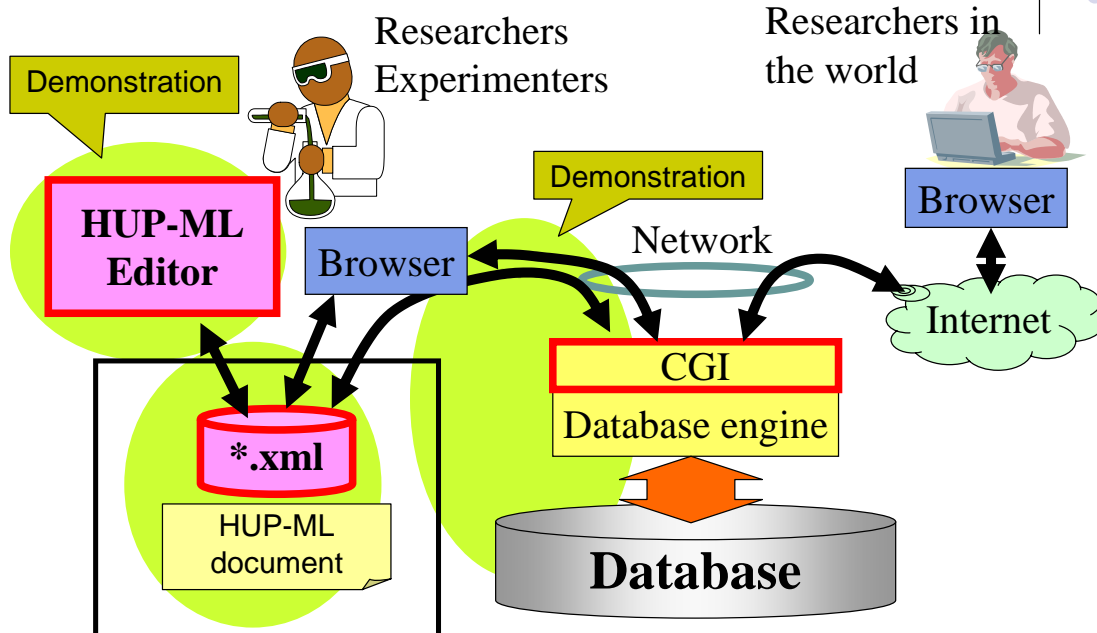 Researchers
Experimenters
Researchers in
the world
Demonstration
HUP-ML
Editor
Browser
Demonstration
Network
Browser
Internet
CGI
Database engine
*.xml
HUP-ML
document
Database